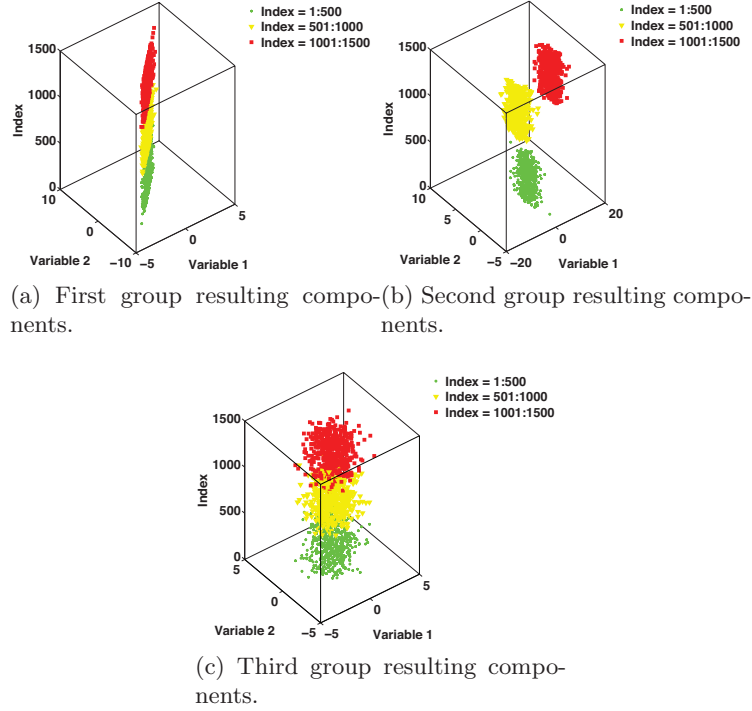 Index = 1:500
Index = 501:1000
Index = 1001:1500
1500
1000
500
0
Index
10
0
−10
Variable 2
−5
0
5
Variable 1
(a) First group resulting compo-
nents.
Index = 1:500
Index = 501:1000
Index = 1001:1500
1500
1000
500
0
Index
10
5
0
−5
Variable 2
−20
0
20
Variable 1
(b) Second group resulting compo-
nents.
Index = 1:500
Index = 501:1000
Index = 1001:1500
1500
1000
500
0
Index
5
0
−5
Variable 2
−5
0
5
Variable 1
(c) Third group resulting compo-
nents.